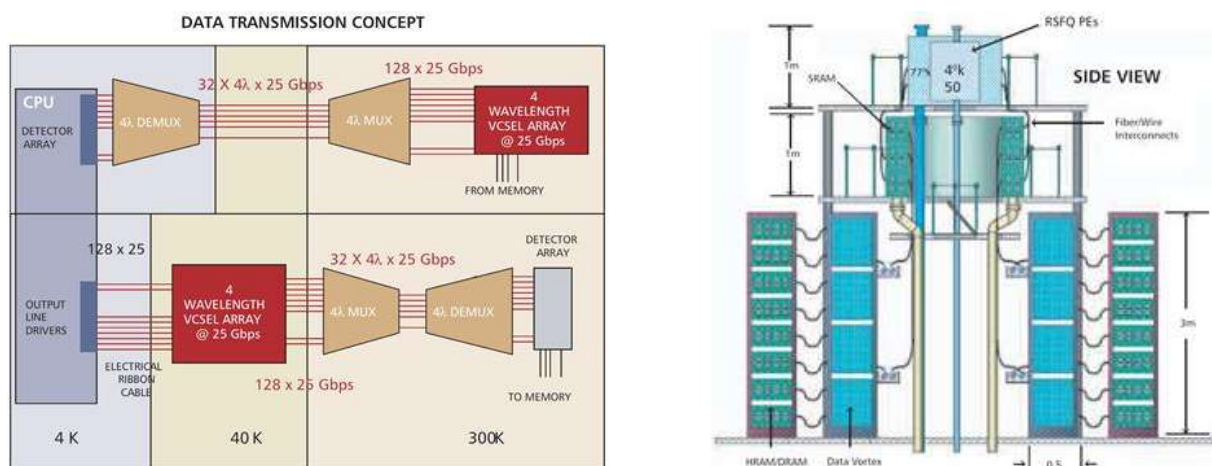 DATA TRANSMISSION CONCEPT
CPU
DETECTOR
ARRAY
4λ DEMUX
32 X 4λ x 25 Gbps
4λ MUX
128 x 25 Gbps
4
WAVELENGTH
VCSEL ARRAY
@ 25 Gbps
FROM MEMORY
128 x 25
OUTPUT
LINE
DRIVERS
ELECTRICAL
RIBBON
CABLE
4
WAVELENGTH
VCSEL ARRAY
@ 25 Gbps
128 x 25 Gbps
32 X 4λ x 25 Gbps
4λ MUX
4λ DEMUX
DETECTOR
ARRAY
TO MEMORY
4 K
40 K
300K
RSFQ PEs
1m
77°k
4°k
50
SIDE VIEW
SRAM
Fiber/Wire
Interconnects
1m
3m
HRAM/DRAM
Data Vortex
0.5